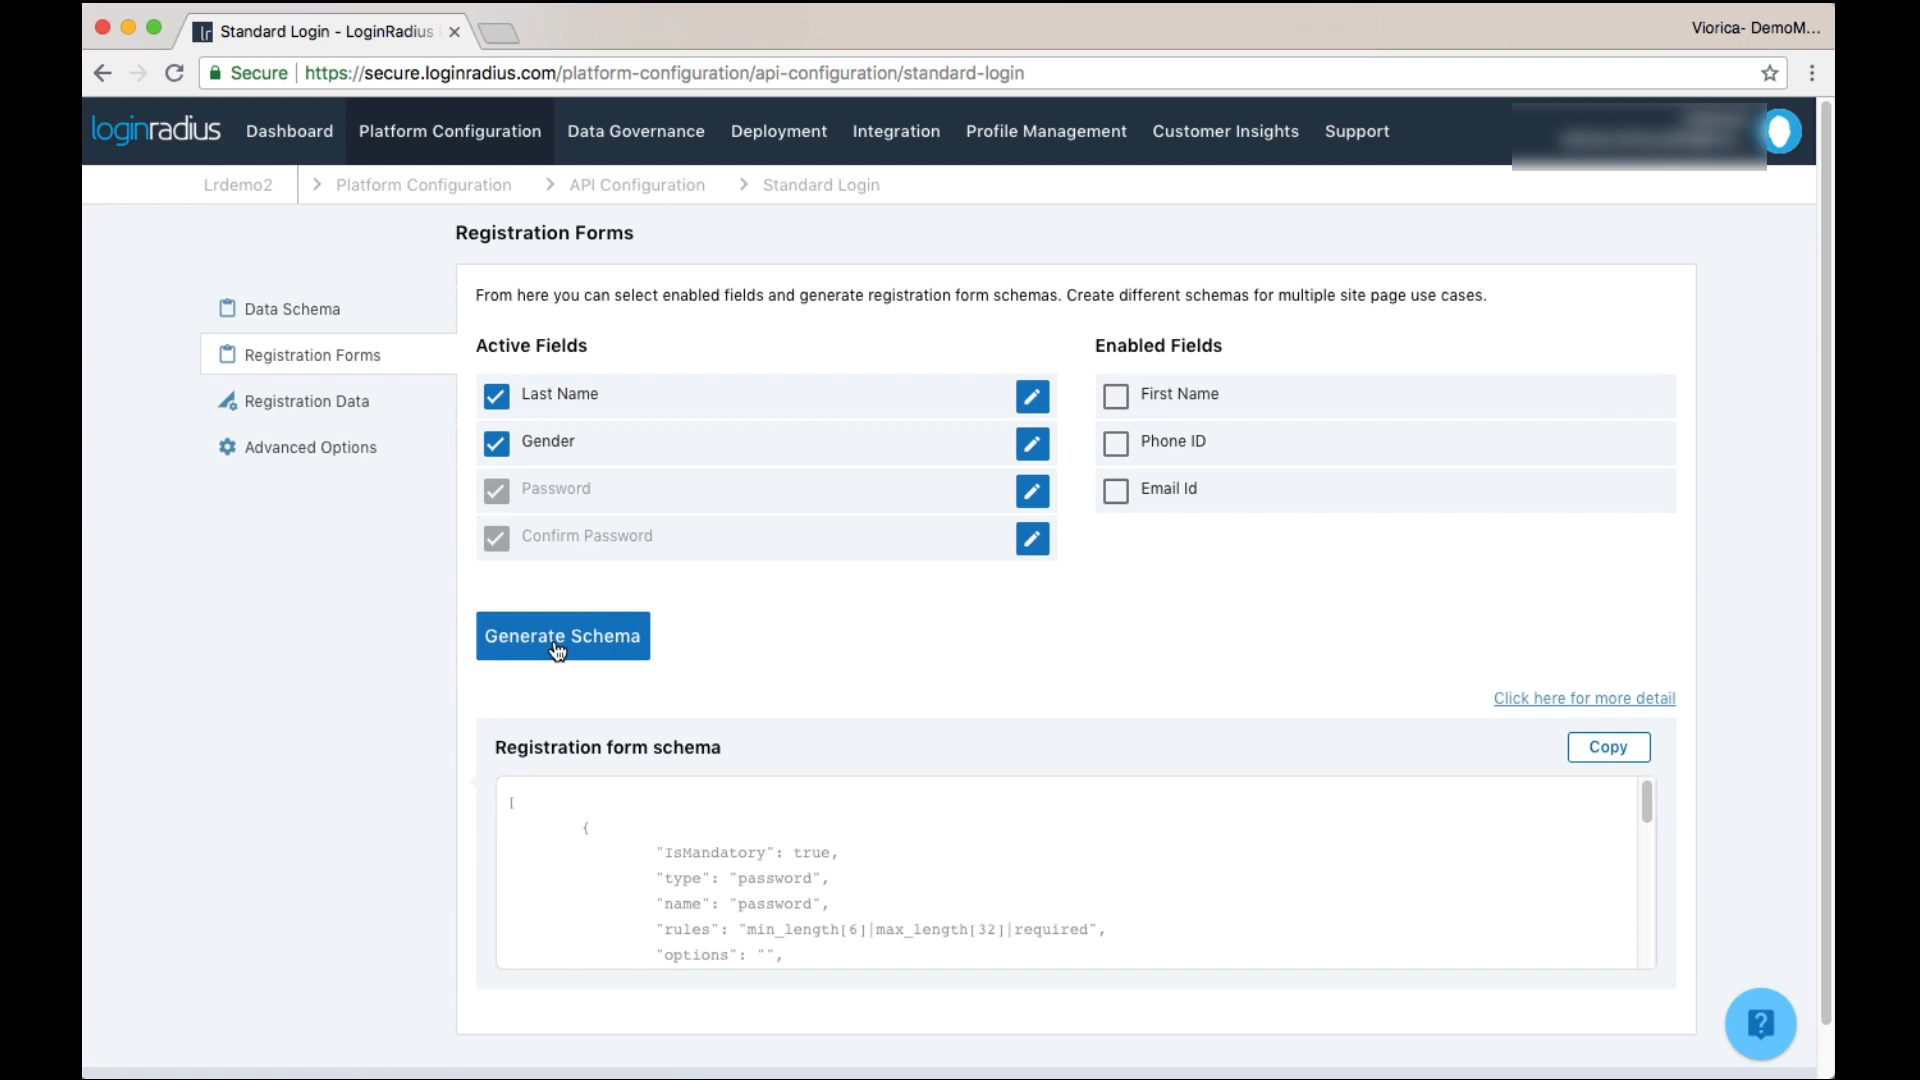 Standard Login - LoginRadius
Viorica- DemoM...
Secure https://secure.loginradius.com/platform-configuration/api-configuration/standard-login
loginradius Dashboard Platform Configuration Data Governance Deployment Integration Profile Management Customer Insights Support
Lrdemo2 > Platform Configuration > API Configuration > Standard Login
Registration Forms
Data Schema
Registration Forms
Registration Data
Advanced Options
From here you can select enabled fields and generate registration form schemas. Create different schemas for multiple site page use cases.
Active Fields
Last Name
Gender
Password
Confirm Password
Enabled Fields
First Name
Phone ID
Email Id
Generate Schema
Click here for more detail
Registration form schema
Copy
[
{
"IsMandatory": true,
"type": "password",
"name": "password",
"rules": "min_length[6]|max_length[32]|required",
"options": "",
?